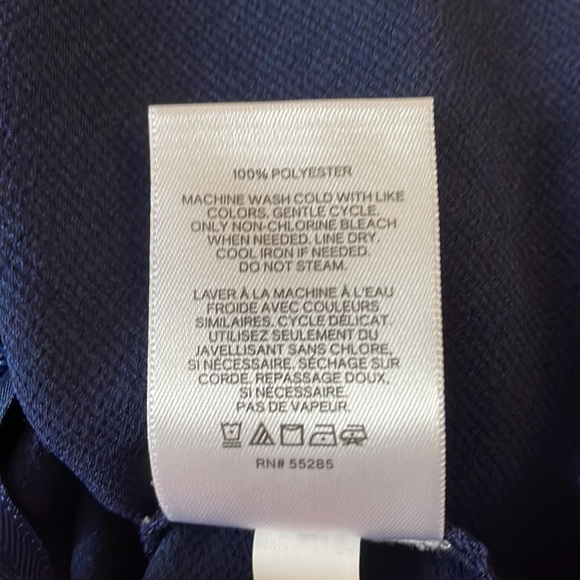 100% POLYESTER
MACHINE WASH COLD WITH LIKE
COLORS. GENTLE CYCLE.
ONLY NON-CHLORINE BLEACH
WHEN NEEDED. LINE DRY.
COOL IRON IF NEEDED.
DO NOT STEAM.
LAVER À LA MACHINE À L'EAU
FROIDE AVEC COULEURS
SIMILAIRES. CYCLE DÉLICAT.
UTILISEZ SEULEMENT DU
JAVELLISANT SANS CHLORE,
SI NÉCESSAIRE. SÉCHAGE SUR
CORDE. REPASSAGE DOUX,
SI NÉCESSAIRE.
PAS DE VAPEUR.
RN# 55285